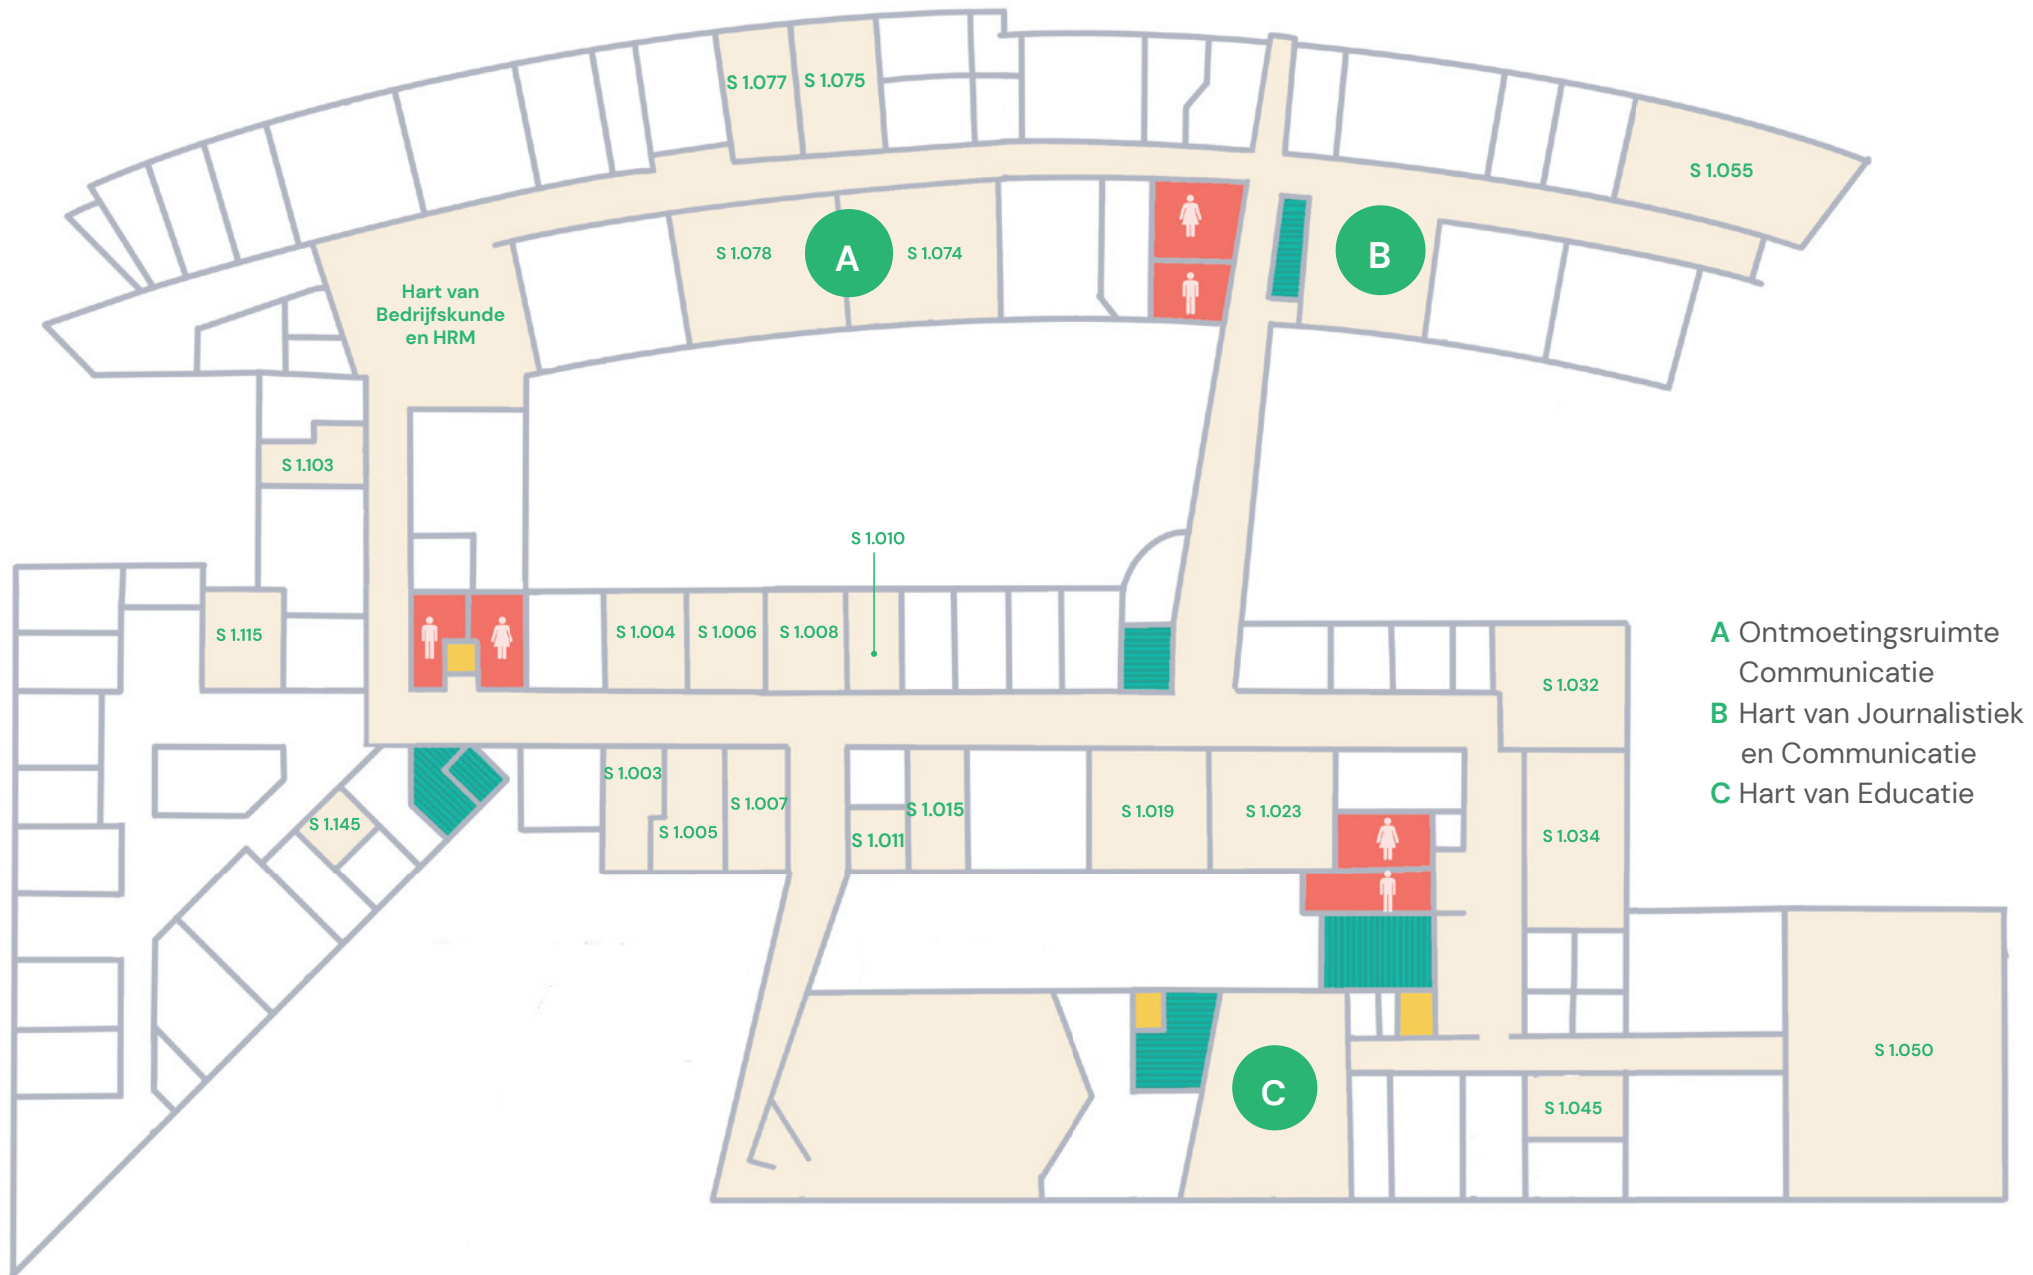 S 1.077
S 1.075
S 1.055
S 1.078
A
S 1.074
B
Hart van
Bedrijfskunde
en HRM
S 1.103
S 1.010
S 1.115
S 1.004
S 1.006
S 1.008
S 1.032
A Ontmoetingsruimte
Communicatie
B Hart van Journalistiek
en Communicatie
C Hart van Educatie
S 1.003
S 1.005
S 1.007
S 1.015
S 1.011
S 1.019
S 1.023
S 1.034
S 1.145
C
S 1.050
S 1.045